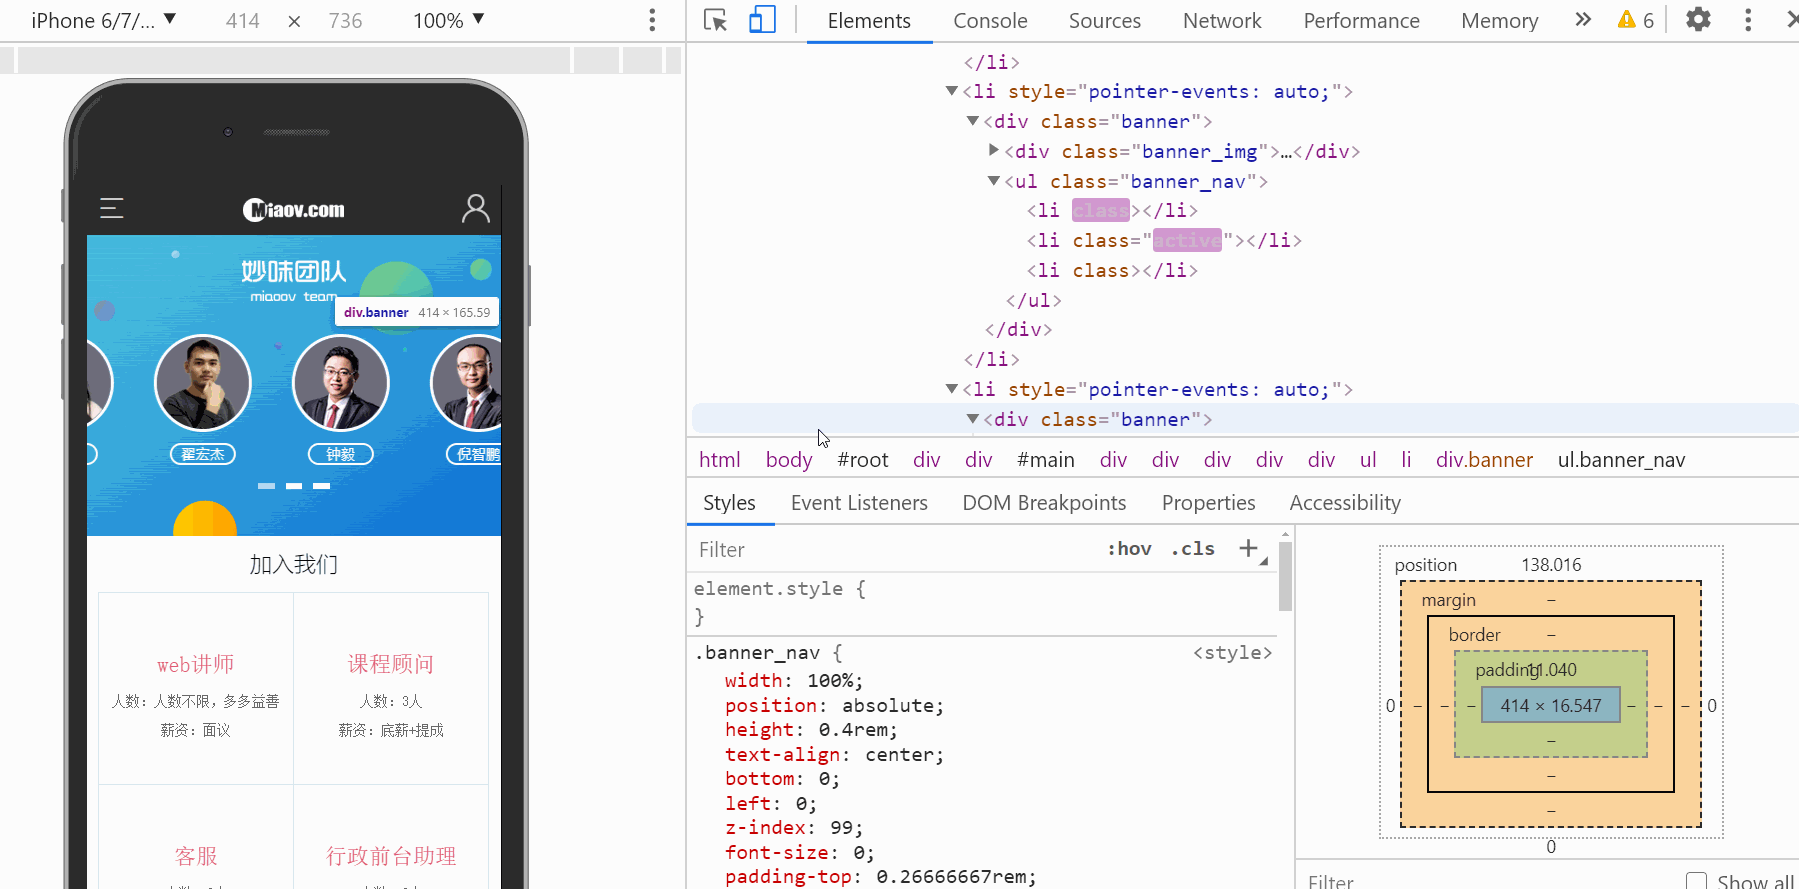 iPhone 6/7/... ▼ 414 × 736 100% ▼
Elements Console Sources Network Performance Memory » 6
Miaov.com
妙味团队
miaoov team
div.banner 414 × 165.59
翟宏杰 钟毅 倪智鹏
加入我们
web讲师 课程顾问
人数：人数不限，多多益善 人数：3人
薪资：面议 薪资：底薪+提成
客服 行政前台助理
</li>
▼<li style="pointer-events: auto;">
▼<div class="banner">
▶<div class="banner_img">…</div>
▼<ul class="banner_nav">
<li class></li>
<li class="active"></li>
<li class></li>
</ul>
</div>
</li>
▼<li style="pointer-events: auto;">
▼<div class="banner">
html body #root div div #main div div div div div ul li div.banner ul.banner_nav
Styles Event Listeners DOM Breakpoints Properties Accessibility
Filter :hov .cls +
element.style {
}
.banner_nav { <style>
width: 100%;
position: absolute;
height: 0.4rem;
text-align: center;
bottom: 0;
left: 0;
z-index: 99;
font-size: 0;
padding-top: 0.26666667rem;
position 138.016
margin –
border –
padding 11.040
0 – – – 414 × 16.547 – – – 0
–
–
–
0
Filter Show all